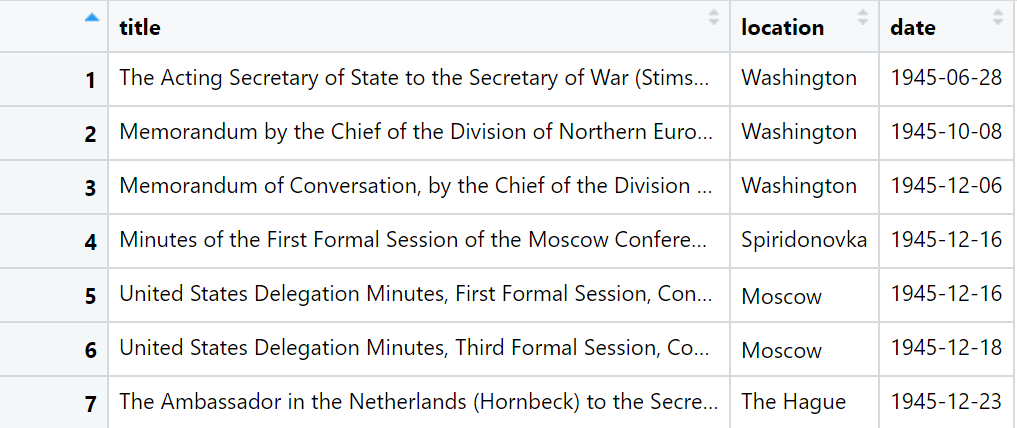 title location date
1 The Acting Secretary of State to the Secretary of War (Stims... Washington 1945-06-28
2 Memorandum by the Chief of the Division of Northern Euro... Washington 1945-10-08
3 Memorandum of Conversation, by the Chief of the Division ... Washington 1945-12-06
4 Minutes of the First Formal Session of the Moscow Confere... Spiridonovka 1945-12-16
5 United States Delegation Minutes, First Formal Session, Con... Moscow 1945-12-16
6 United States Delegation Minutes, Third Formal Session, Co... Moscow 1945-12-18
7 The Ambassador in the Netherlands (Hornbeck) to the Secre... The Hague 1945-12-23